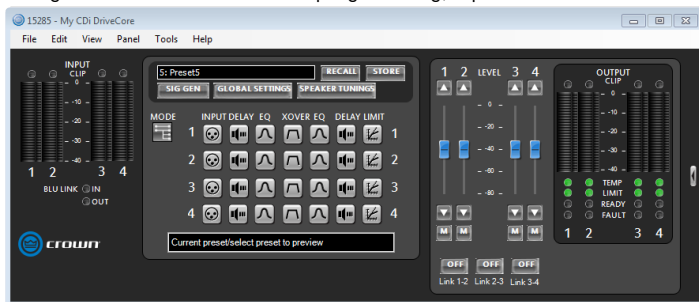 15285 - My CDi DriveCore
File Edit View Panel Tools Help
INPUT
CLIP
- 0 -
- -10 -
- -20 -
- -30 -
- -40 -
1 2 3 4
BLU LINK IN
OUT
crown
5: Preset5 RECALL STORE
SIG GEN GLOBAL SETTINGS SPEAKER TUNINGS
MODE INPUT DELAY EQ XOVER EQ DELAY LIMIT
1 1
2 2
3 3
4 4
Current preset/select preset to preview
1 2 LEVEL 3 4
- 0 -
- -20 -
- -40 -
- -60 -
- -80 -
M M M M
OFF OFF OFF
Link 1-2 Link 2-3 Link 3-4
OUTPUT
CLIP
- 0 -
- -10 -
- -20 -
- -30 -
- -40 -
TEMP
LIMIT
READY
FAULT
1 2 3 4